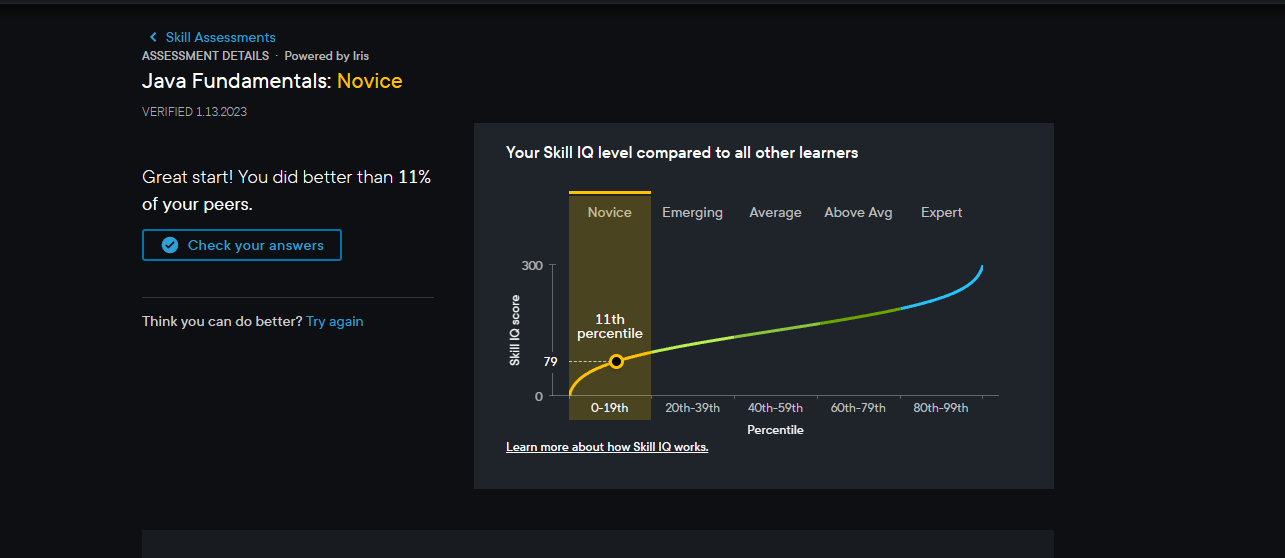 Skill Assessments
ASSESSMENT DETAILS · Powered by Iris
Java Fundamentals: Novice
VERIFIED 1.13.2023
Great start! You did better than 11%
of your peers.
Check your answers
Think you can do better? Try again
Your Skill IQ level compared to all other learners
Novice Emerging Average Above Avg Expert
300
11th
percentile
Skill IQ score
79
0
0-19th 20th-39th 40th-59th 60th-79th 80th-99th
Percentile
Learn more about how Skill IQ works.